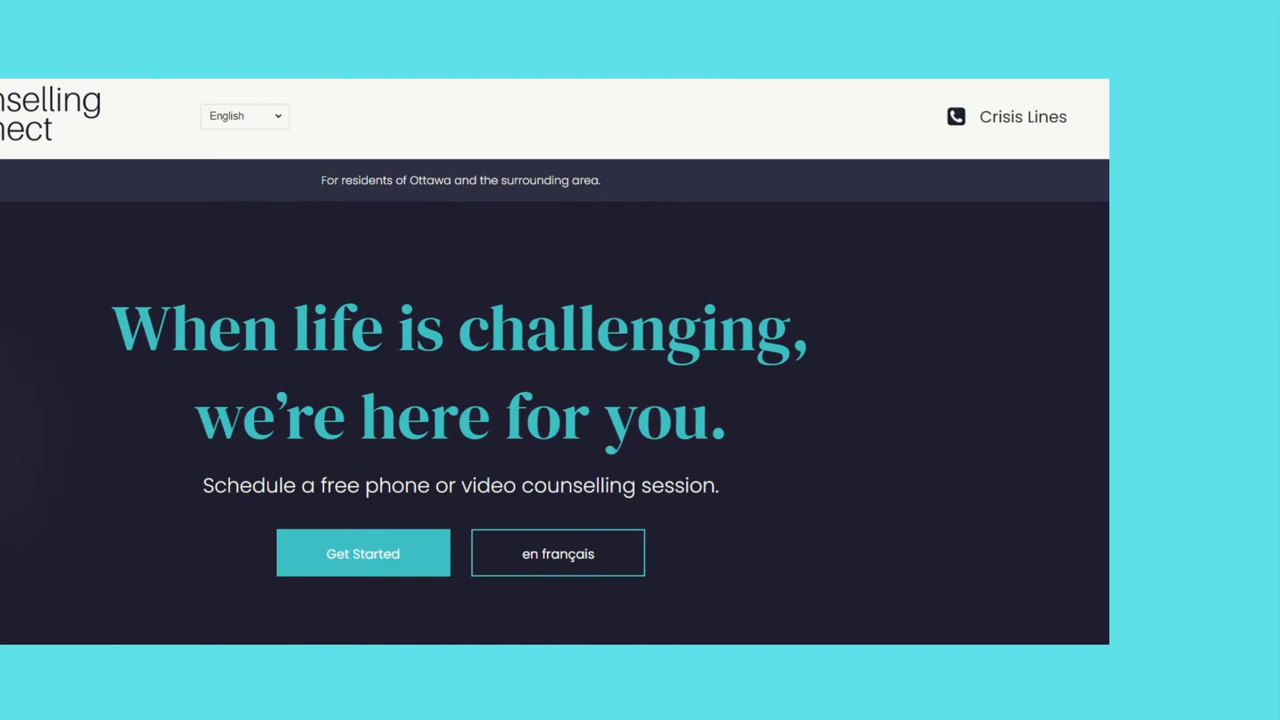 nselling
nect
English
Crisis Lines
For residents of Ottawa and the surrounding area.
When life is challenging,
we’re here for you.
Schedule a free phone or video counselling session.
Get Started
en français